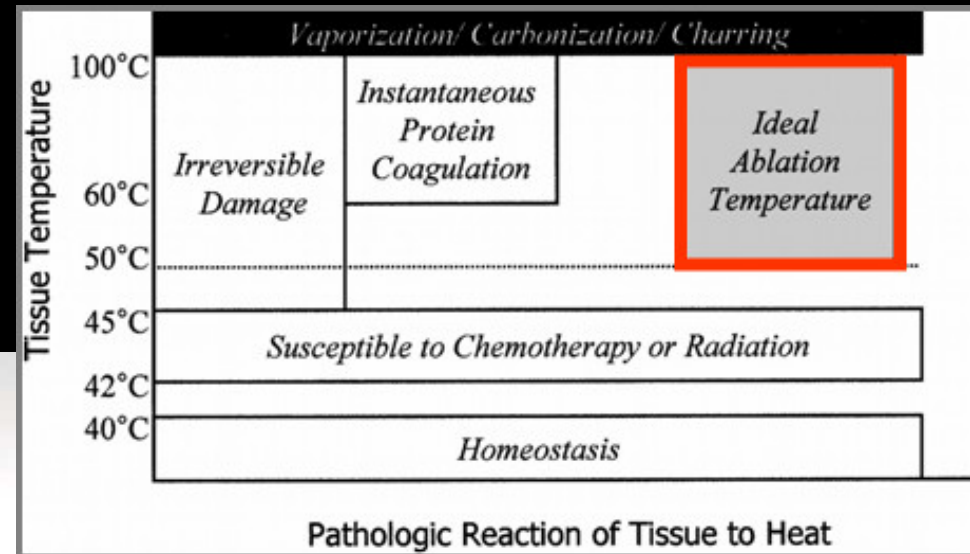 Vaporization/ Carbonization/ Charring
Tissue Temperature
100°C
60°C
50°C
45°C
42°C
40°C
Irreversible
Damage
Instantaneous
Protein
Coagulation
Ideal
Ablation
Temperature
Susceptible to Chemotherapy or Radiation
Homeostasis
Pathologic Reaction of Tissue to Heat